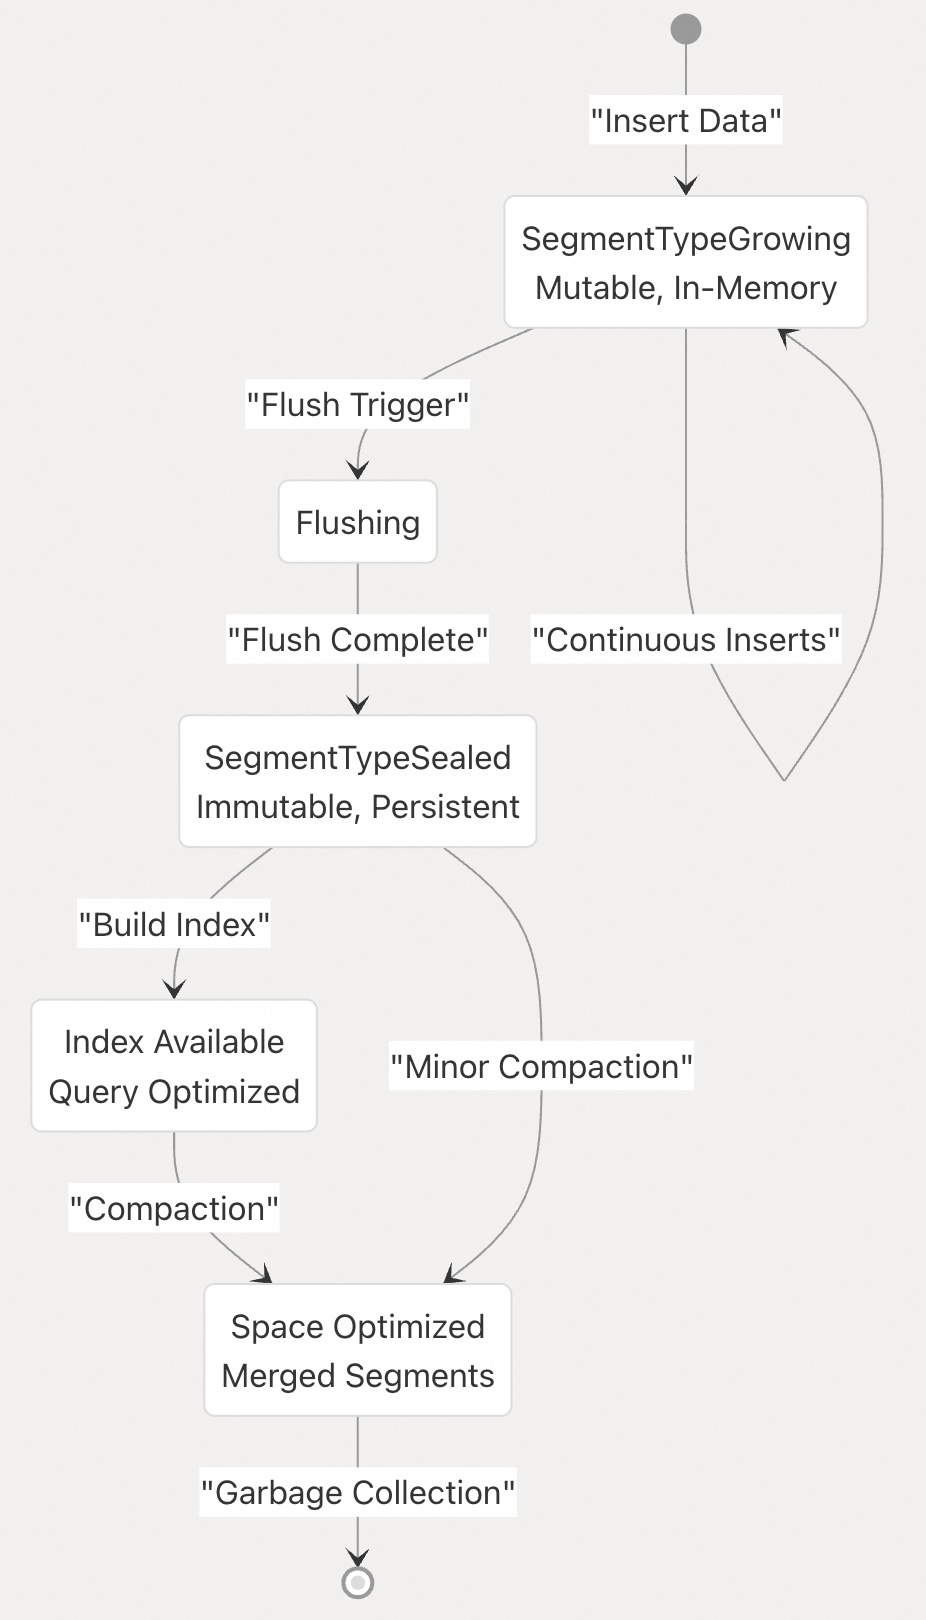 "Insert Data"
SegmentTypeGrowing
Mutable, In-Memory
"Flush Trigger"
Flushing
"Flush Complete"
"Continuous Inserts"
SegmentTypeSealed
Immutable, Persistent
"Build Index"
Index Available
Query Optimized
"Minor Compaction"
"Compaction"
Space Optimized
Merged Segments
"Garbage Collection"